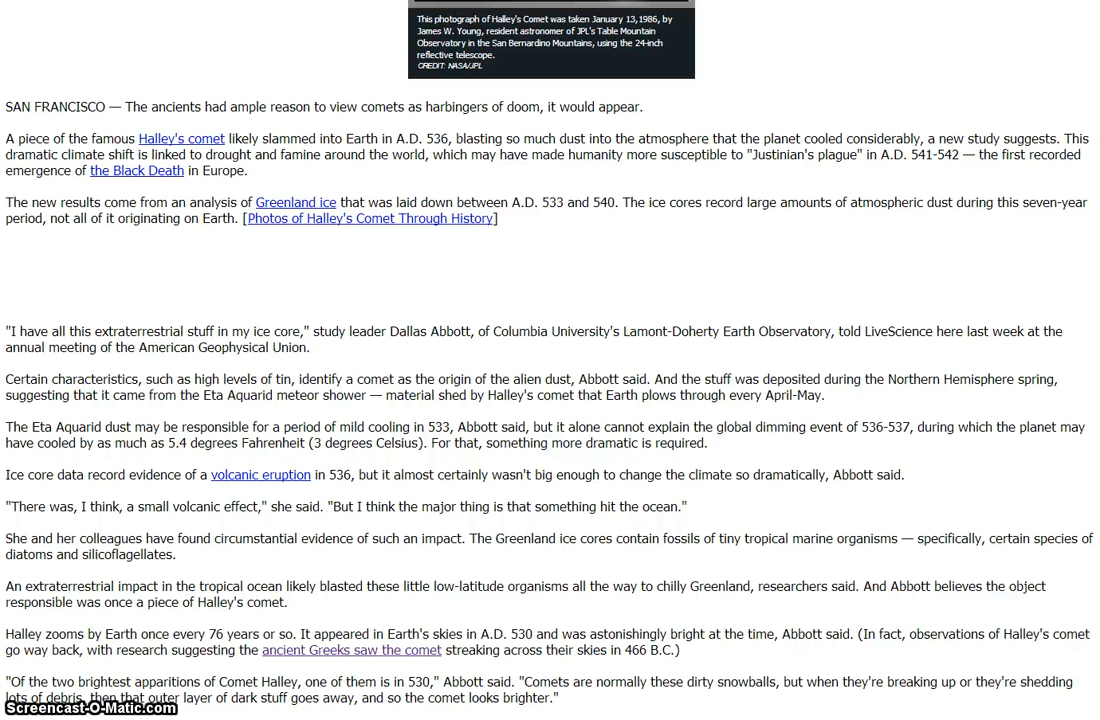 This photograph of Halley's Comet was taken January 13,1986, by
James W. Young, resident astronomer of JPL's Table Mountain
Observatory in the San Bernardino Mountains, using the 24-inch
reflective telescope.
CREDIT: NASA/JPL
SAN FRANCISCO — The ancients had ample reason to view comets as harbingers of doom, it would appear.
A piece of the famous Halley's comet likely slammed into Earth in A.D. 536, blasting so much dust into the atmosphere that the planet cooled considerably, a new study suggests. This
dramatic climate shift is linked to drought and famine around the world, which may have made humanity more susceptible to "Justinian's plague" in A.D. 541-542 — the first recorded
emergence of the Black Death in Europe.
The new results come from an analysis of Greenland ice that was laid down between A.D. 533 and 540. The ice cores record large amounts of atmospheric dust during this seven-year
period, not all of it originating on Earth. [Photos of Halley's Comet Through History]
"I have all this extraterrestrial stuff in my ice core," study leader Dallas Abbott, of Columbia University's Lamont-Doherty Earth Observatory, told LiveScience here last week at the
annual meeting of the American Geophysical Union.
Certain characteristics, such as high levels of tin, identify a comet as the origin of the alien dust, Abbott said. And the stuff was deposited during the Northern Hemisphere spring,
suggesting that it came from the Eta Aquarid meteor shower — material shed by Halley's comet that Earth plows through every April-May.
The Eta Aquarid dust may be responsible for a period of mild cooling in 533, Abbott said, but it alone cannot explain the global dimming event of 536-537, during which the planet may
have cooled by as much as 5.4 degrees Fahrenheit (3 degrees Celsius). For that, something more dramatic is required.
Ice core data record evidence of a volcanic eruption in 536, but it almost certainly wasn't big enough to change the climate so dramatically, Abbott said.
"There was, I think, a small volcanic effect," she said. "But I think the major thing is that something hit the ocean."
She and her colleagues have found circumstantial evidence of such an impact. The Greenland ice cores contain fossils of tiny tropical marine organisms — specifically, certain species of
diatoms and silicoflagellates.
An extraterrestrial impact in the tropical ocean likely blasted these little low-latitude organisms all the way to chilly Greenland, researchers said. And Abbott believes the object
responsible was once a piece of Halley's comet.
Halley zooms by Earth once every 76 years or so. It appeared in Earth's skies in A.D. 530 and was astonishingly bright at the time, Abbott said. (In fact, observations of Halley's comet
go way back, with research suggesting the ancient Greeks saw the comet streaking across their skies in 466 B.C.)
"Of the two brightest apparitions of Comet Halley, one of them is in 530," Abbott said. "Comets are normally these dirty snowballs, but when they're breaking up or they're shedding
lots of debris, then that outer layer of dark stuff goes away, and so the comet looks brighter."
Screencast-O-Matic.com